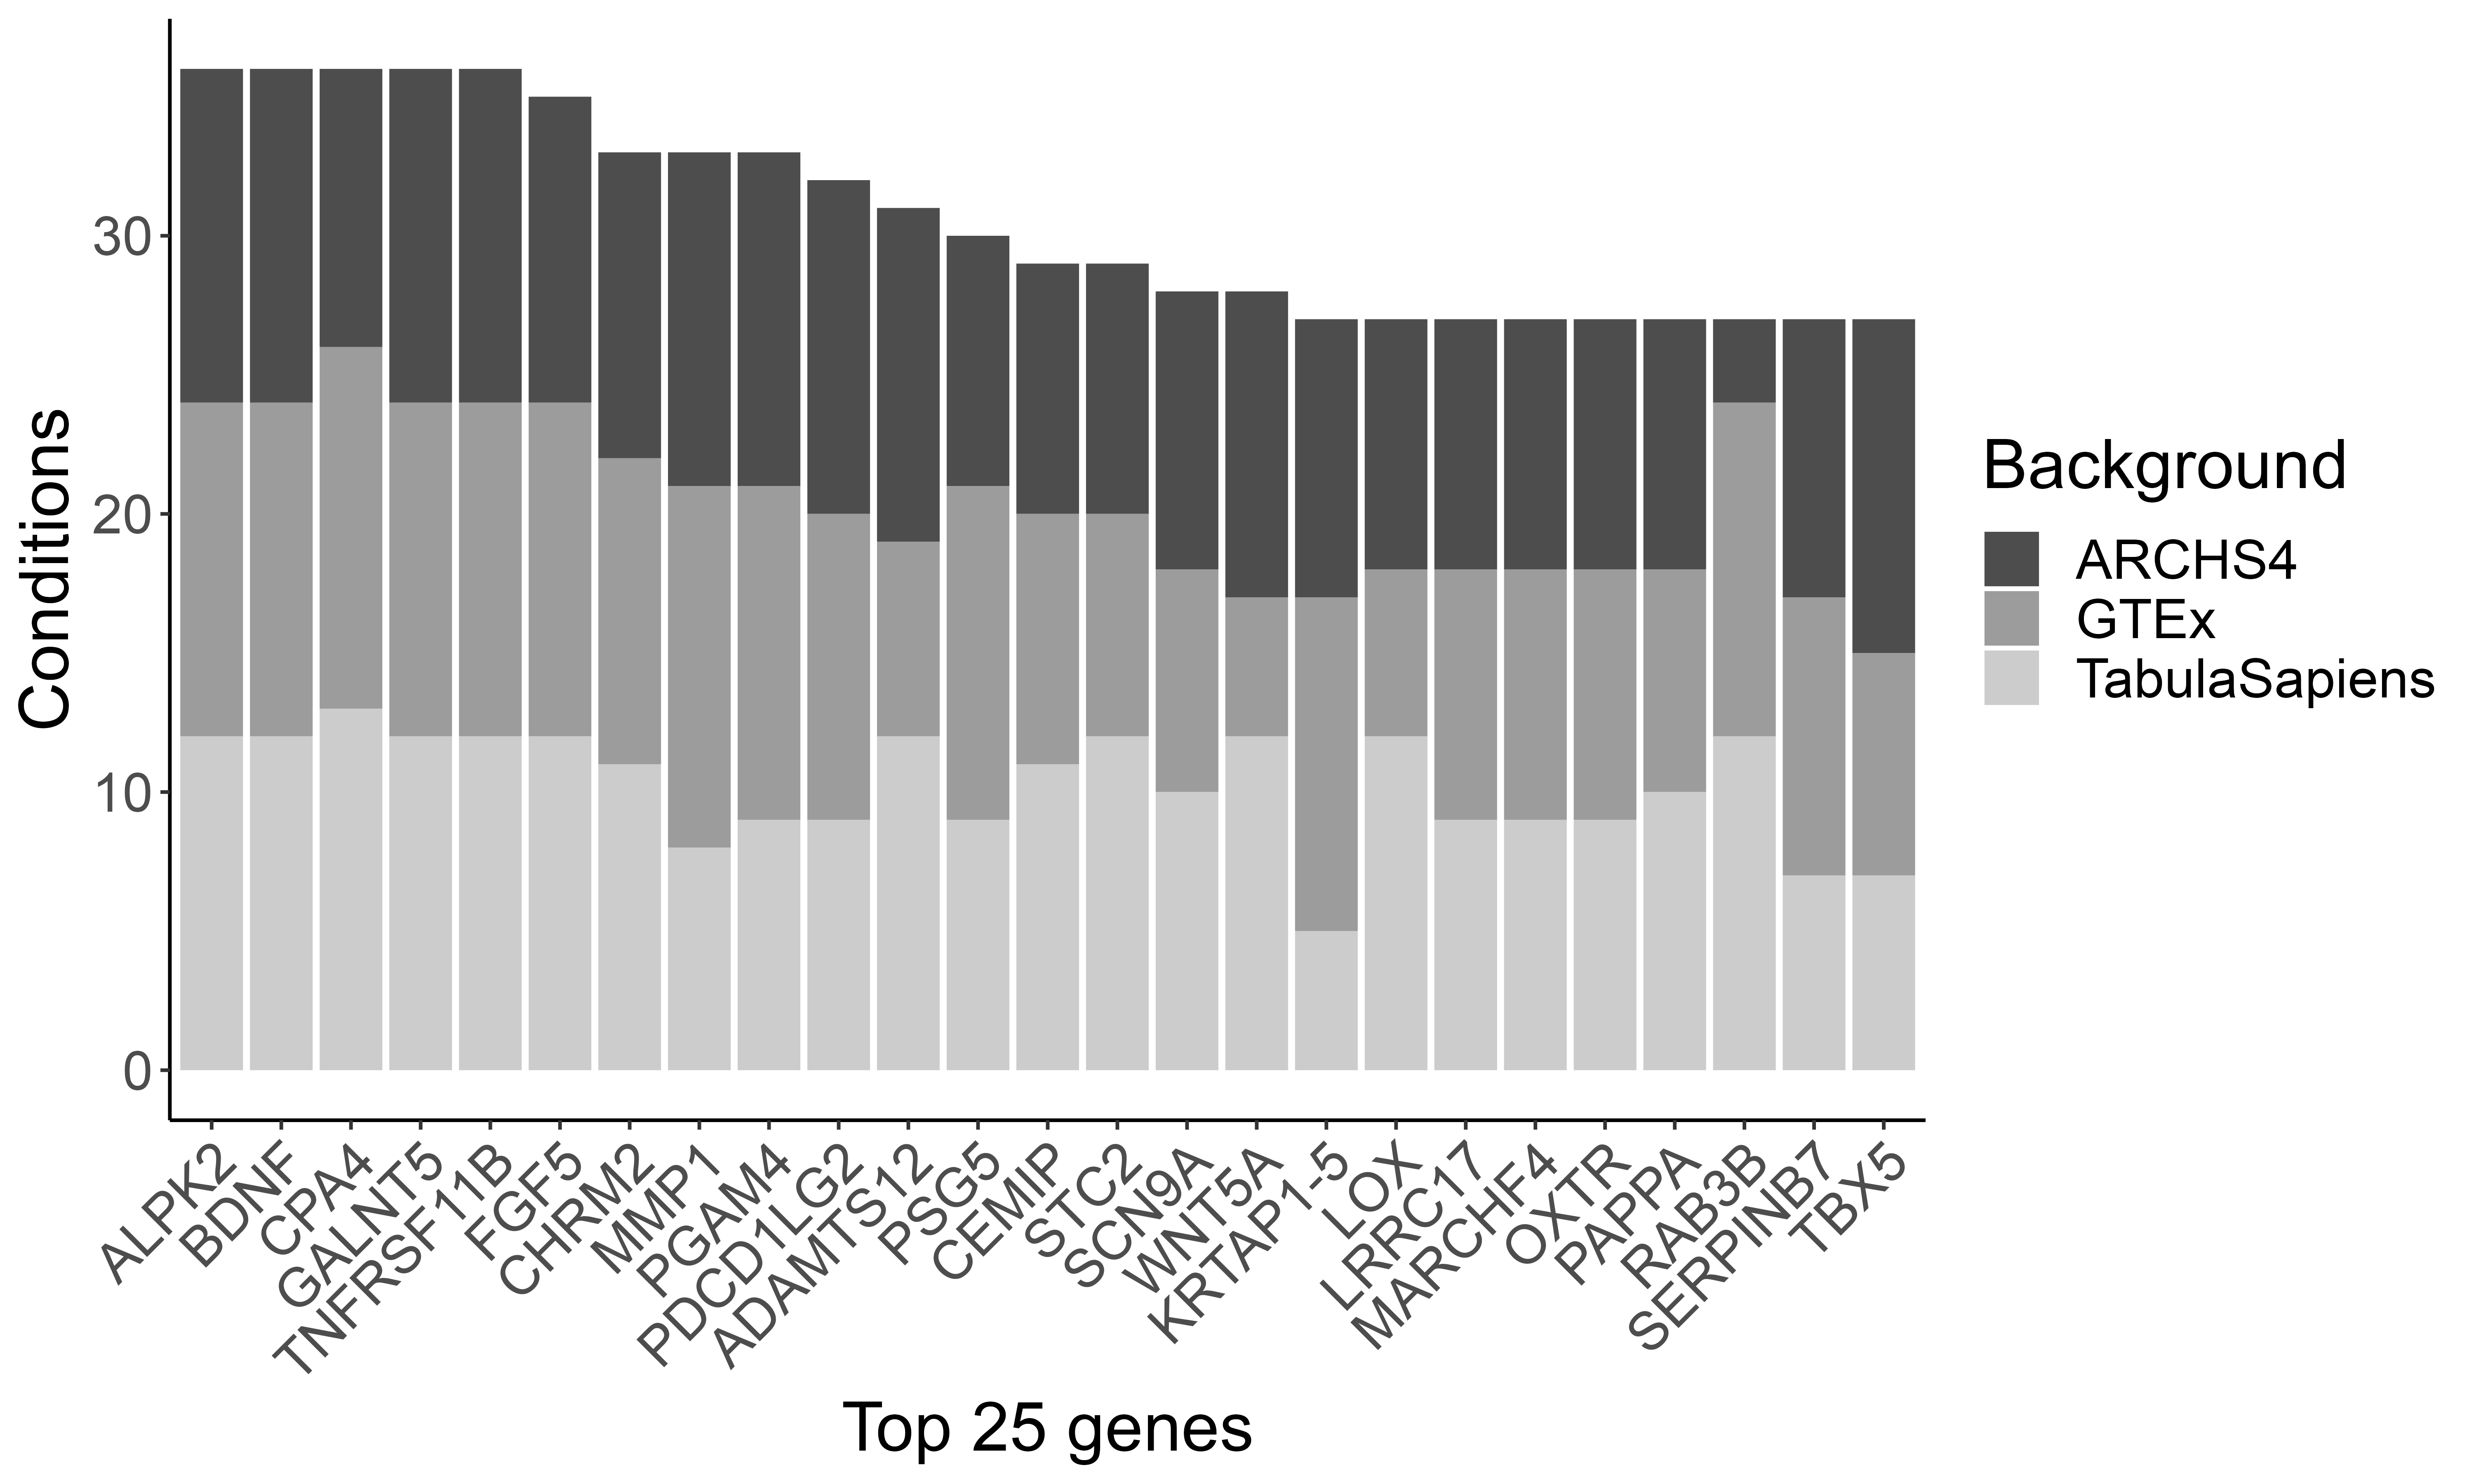 Conditions
30
20
10
0
ALPK2
BDNF
CPA4
GALNT5
TNFRSF11B
FGF5
CHRM2
MMP1
PGAM4
PDCD1LG2
ADAMTS12
PSG5
CEMIP
STC2
SCN9A
WNT5A
KRTAP1-5
LOX
LRRC17
MARCHF4
OXTR
PAPPA
RAB3B
SERPINB7
TBX5
Top 25 genes
Background
ARCHS4
GTEx
TabulaSapiens